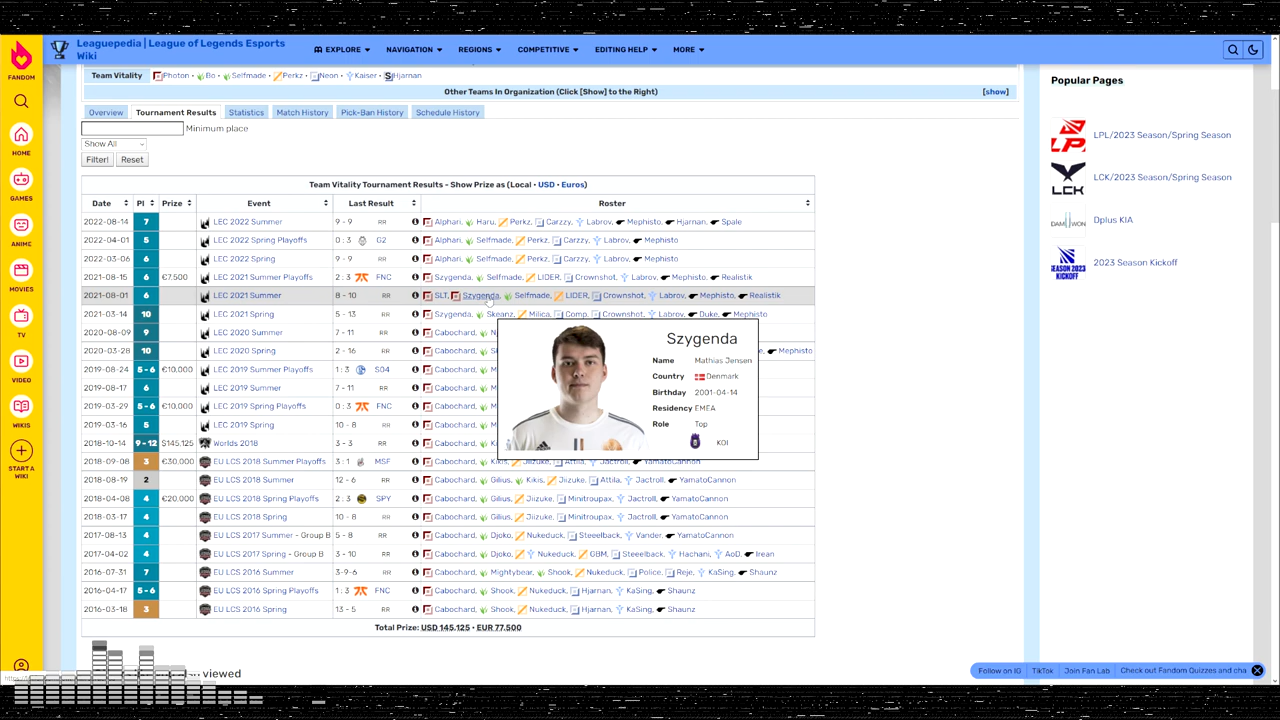 Leaguepedia | League of Legends Esports
Wiki
EXPLORE NAVIGATION REGIONS COMPETITIVE EDITING HELP MORE
FANDOM
HOME
GAMES
ANIME
MOVIES
TV
VIDEO
WIKIS
START A
WIKI
Team Vitality Photon • Bo • Selfmade • Perkz • Neon • Kaiser • Hjarnan
Other Teams In Organization (Click [Show] to the Right) [show]
Overview Tournament Results Statistics Match History Pick-Ban History Schedule History
Minimum place
Show All
Filter! Reset
Team Vitality Tournament Results - Show Prize as (Local • USD • Euros)
Date Pl Prize Event Last Result Roster
2022-08-14 7 LEC 2022 Summer 9 - 9 RR Alphari, Haru, Perkz, Carzzy, Labrov, Mephisto, Hjarnan, Spale
2022-04-01 5 LEC 2022 Spring Playoffs 0 : 3 G2 Alphari, Selfmade, Perkz, Carzzy, Labrov, Mephisto
2022-03-06 6 LEC 2022 Spring 9 - 9 RR Alphari, Selfmade, Perkz, Carzzy, Labrov, Mephisto
2021-08-15 6 €7,500 LEC 2021 Summer Playoffs 2 : 3 FNC Szygenda, Selfmade, LIDER, Crownshot, Labrov, Mephisto, Realistik
2021-08-01 6 LEC 2021 Summer 8 - 10 RR SLT, Szygenda, Selfmade, LIDER, Crownshot, Labrov, Mephisto, Realistik
2021-03-14 10 LEC 2021 Spring 5 - 13 RR Szygenda, Skeanz, Milica, Comp, Crownshot, Labrov, Duke, Mephisto
2020-08-09 9 LEC 2020 Summer 7 - 11 RR Cabochard,
2020-03-28 10 LEC 2020 Spring 2 - 16 RR Cabochard, Mephisto
2019-08-24 5 - 6 €10,000 LEC 2019 Summer Playoffs 1 : 3 S04 Cabochard,
2019-08-17 6 LEC 2019 Summer 7 - 11 RR Cabochard,
2019-03-29 5 - 6 €10,000 LEC 2019 Spring Playoffs 0 : 3 FNC Cabochard,
2019-03-16 5 LEC 2019 Spring 10 - 8 RR Cabochard,
2018-10-14 9 - 12 $145,125 Worlds 2018 3 - 3 RR Cabochard,
2018-09-08 3 €30,000 EU LCS 2018 Summer Playoffs 3 : 1 MSF Cabochard, Kikis, Jiizuke, Attila, Jactroll, YamatoCannon
2018-08-19 2 EU LCS 2018 Summer 12 - 6 RR Cabochard, Gilius, Kikis, Jiizuke, Attila, Jactroll, YamatoCannon
2018-04-08 4 €20,000 EU LCS 2018 Spring Playoffs 2 : 3 SPY Cabochard, Gilius, Jiizuke, Minitroupax, Jactroll, YamatoCannon
2018-03-17 4 EU LCS 2018 Spring 10 - 8 RR Cabochard, Gilius, Jiizuke, Minitroupax, Jactroll, YamatoCannon
2017-08-13 4 EU LCS 2017 Summer - Group B 5 - 8 RR Cabochard, Djoko, Nukeduck, Steeelback, Vander, YamatoCannon
2017-04-02 4 EU LCS 2017 Spring - Group B 3 - 10 RR Cabochard, Djoko, Nukeduck, GBM, Steeelback, Hachani, AoD, Irean
2016-07-31 7 EU LCS 2016 Summer 3-9-6 RR Cabochard, Mightybear, Shook, Nukeduck, Police, Reje, KaSing, Shaunz
2016-04-17 5 - 6 EU LCS 2016 Spring Playoffs 1 : 3 FNC Cabochard, Shook, Nukeduck, Hjarnan, KaSing, Shaunz
2016-03-18 3 EU LCS 2016 Spring 13 - 5 RR Cabochard, Shook, Nukeduck, Hjarnan, KaSing, Shaunz
Total Prize: USD 145,125 • EUR 77,500
Szygenda
Name Mathias Jensen
Country Denmark
Birthday 2001-04-14
Residency EMEA
Role Top
KOI
viewed
Popular Pages
LPL/2023 Season/Spring Season
LCK/2023 Season/Spring Season
LCK
Dplus KIA
2023 Season Kickoff
Follow on IG TikTok Join Fan Lab Check out Fandom Quizzes and cha